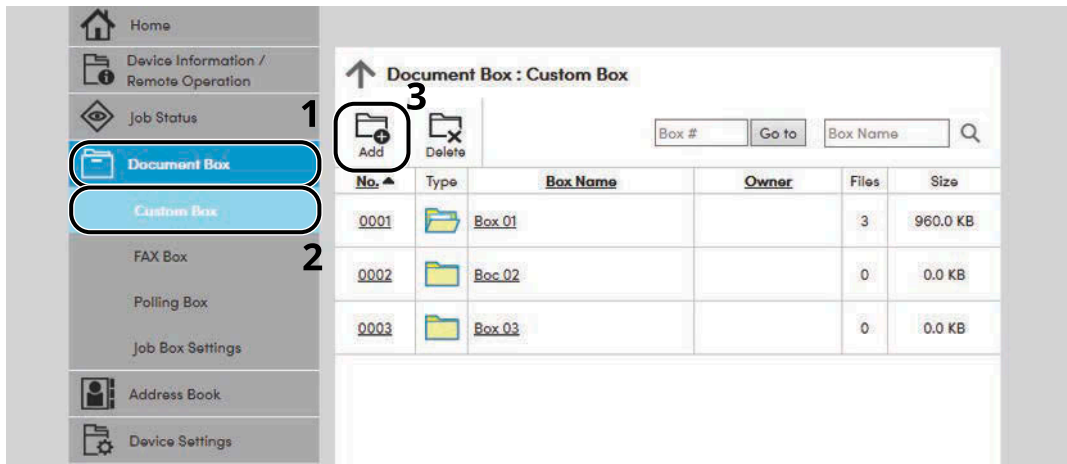 Home
Device Information /
Remote Operation
Job Status
1
Document Box
Custom Box
2
FAX Box
Polling Box
Job Box Settings
Address Book
Device Settings
Document Box : Custom Box
3
Add
Delete
Box #
Go to
Box Name
No. Type Box Name Owner Files Size
0001 Box 01 3 960.0 KB
0002 Boc 02 0 0.0 KB
0003 Box 03 0 0.0 KB